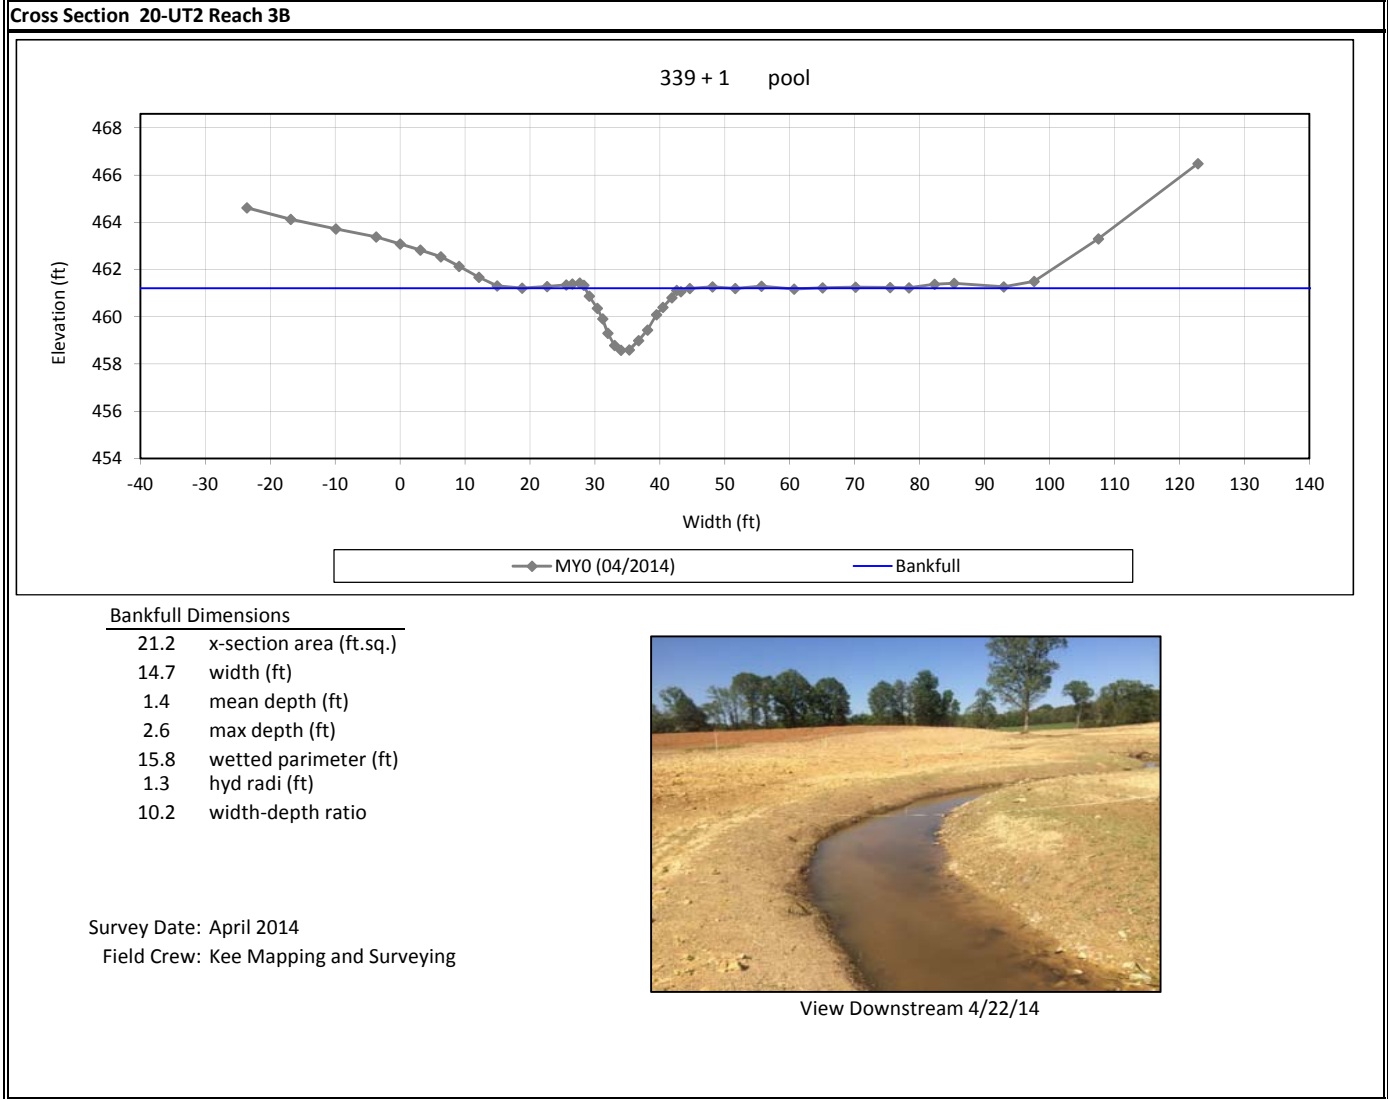 Cross Section 20-UT2 Reach 3B
339 + 1 pool
468
466
464
462
460
458
456
454
Elevation (ft)
-40 -30 -20 -10 0 10 20 30 40 50 60 70 80 90 100 110 120 130 140
Width (ft)
MY0 (04/2014) Bankfull
Bankfull Dimensions
21.2 x-section area (ft.sq.)
14.7 width (ft)
1.4 mean depth (ft)
2.6 max depth (ft)
15.8 wetted parimeter (ft)
1.3 hyd radi (ft)
10.2 width-depth ratio
Survey Date: April 2014
Field Crew: Kee Mapping and Surveying
View Downstream 4/22/14